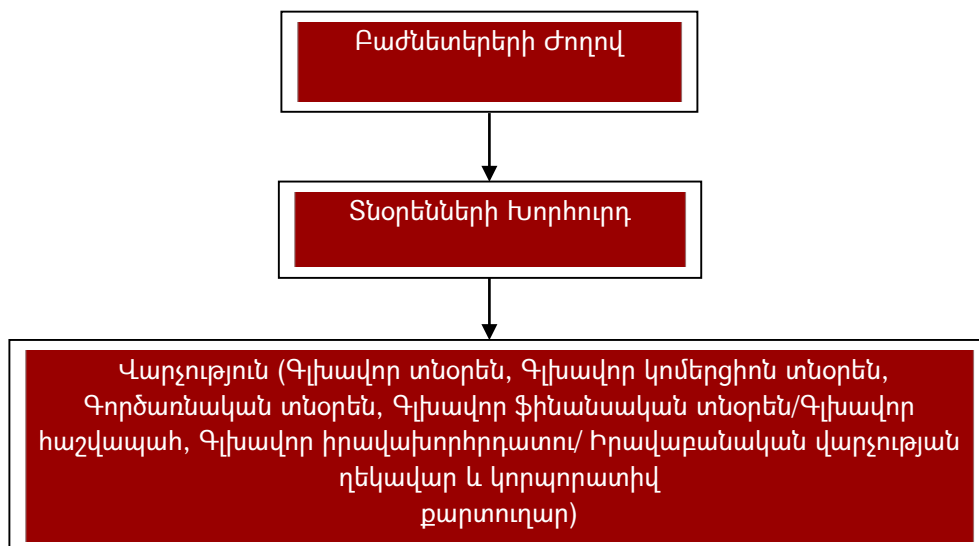 Բաժնետերերի Ժողով
Տնօրենների Խորհուրդ
Վարչություն (Գլխավոր տնօրեն, Գլխավոր կոմերցիոն տնօրեն,
Գործառնական տնօրեն, Գլխավոր ֆինանսական տնօրեն/Գլխավոր
հաշվապահ, Գլխավոր իրավախորհրդատու/ Իրավաբանական վարչության
ղեկավար և կորպորատիվ
քարտուղար)